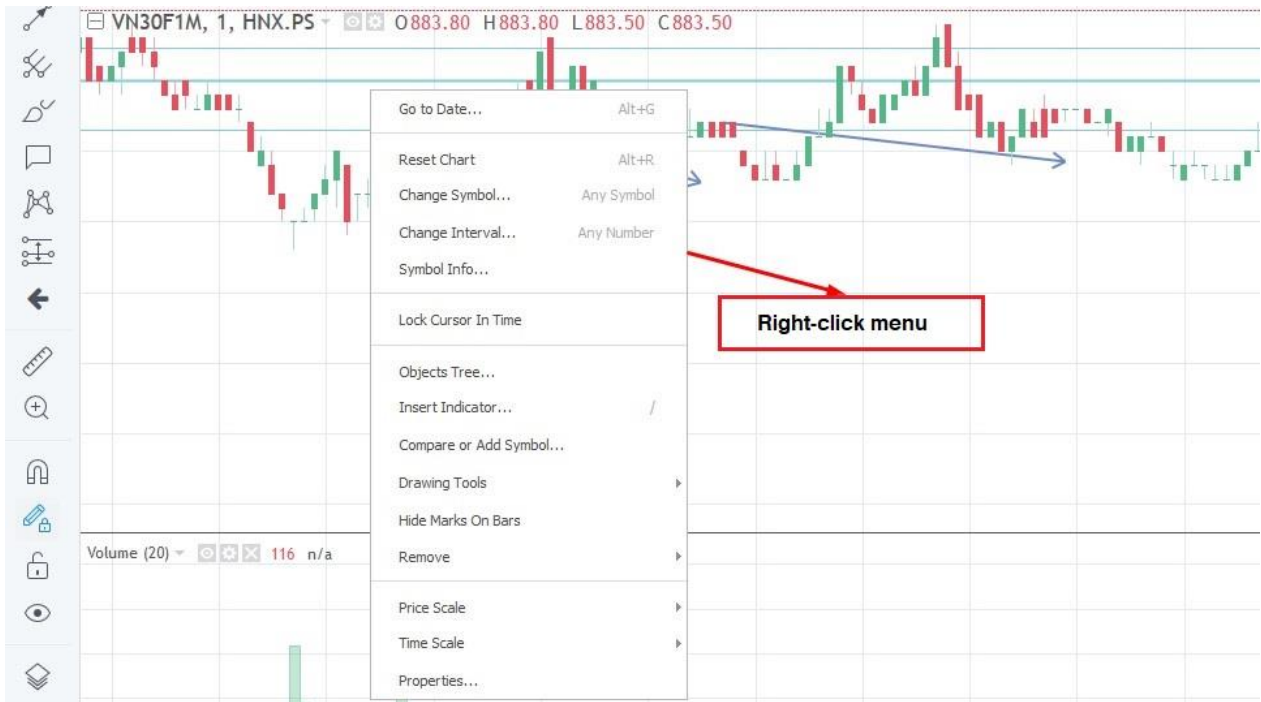 VN30F1M, 1, HNX.PS O883.80 H883.80 L883.50 C883.50
Go to Date... Alt+G
Reset Chart Alt+R
Change Symbol... Any Symbol
Change Interval... Any Number
Symbol Info...
Right-click menu
Lock Cursor In Time
Objects Tree...
Insert Indicator... /
Compare or Add Symbol...
Drawing Tools
Hide Marks On Bars
Volume (20) 116 n/a
Remove
Price Scale
Time Scale
Properties...